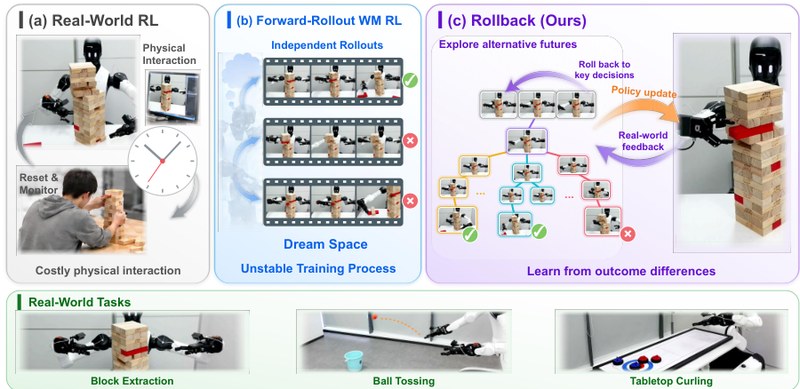 (a) Real-World RL
Physical
Interaction
Reset &
Monitor
Costly physical interaction
(b) Forward-Rollout WM RL
Independent Rollouts
Dream Space
Unstable Training Process
(c) Rollback (Ours)
Explore alternative futures
Roll back to
key decisions
Policy update
Real-world
feedback
...
...
Learn from outcome differences
Real-World Tasks
Block Extraction
Ball Tossing
Tabletop Curling